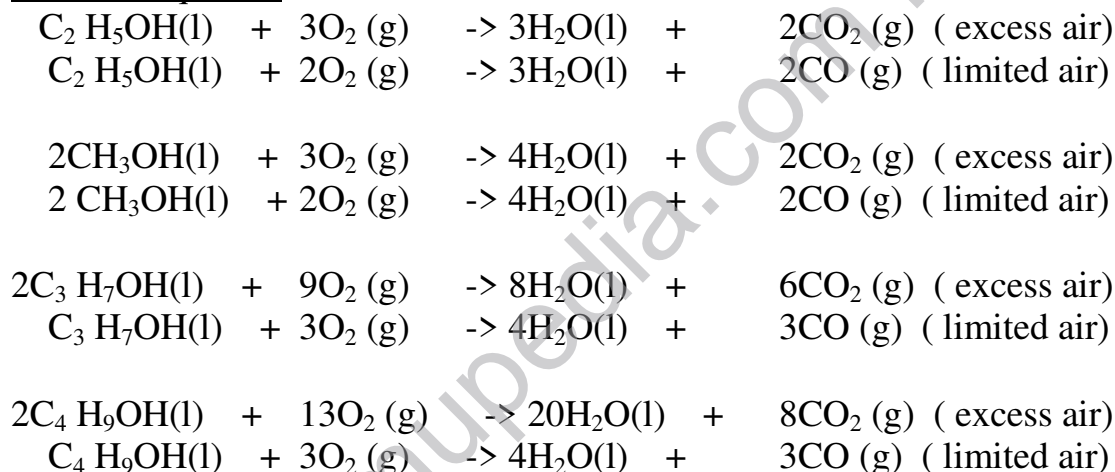 C₂ H₅OH(l) + 3O₂ (g) -> 3H₂O(l) + 2CO₂ (g) ( excess air)
C₂ H₅OH(l) + 2O₂ (g) -> 3H₂O(l) + 2CO (g) ( limited air)
2CH₃OH(l) + 3O₂ (g) -> 4H₂O(l) + 2CO₂ (g) ( excess air)
2 CH₃OH(l) + 2O₂ (g) -> 4H₂O(l) + 2CO (g) ( limited air)
2C₃ H₇OH(l) + 9O₂ (g) -> 8H₂O(l) + 6CO₂ (g) ( excess air)
C₃ H₇OH(l) + 3O₂ (g) -> 4H₂O(l) + 3CO (g) ( limited air)
2C₄ H₉OH(l) + 13O₂ (g) -> 20H₂O(l) + 8CO₂ (g) ( excess air)
C₄ H₉OH(l) + 3O₂ (g) -> 4H₂O(l) + 3CO (g) ( limited air)
upedia.com